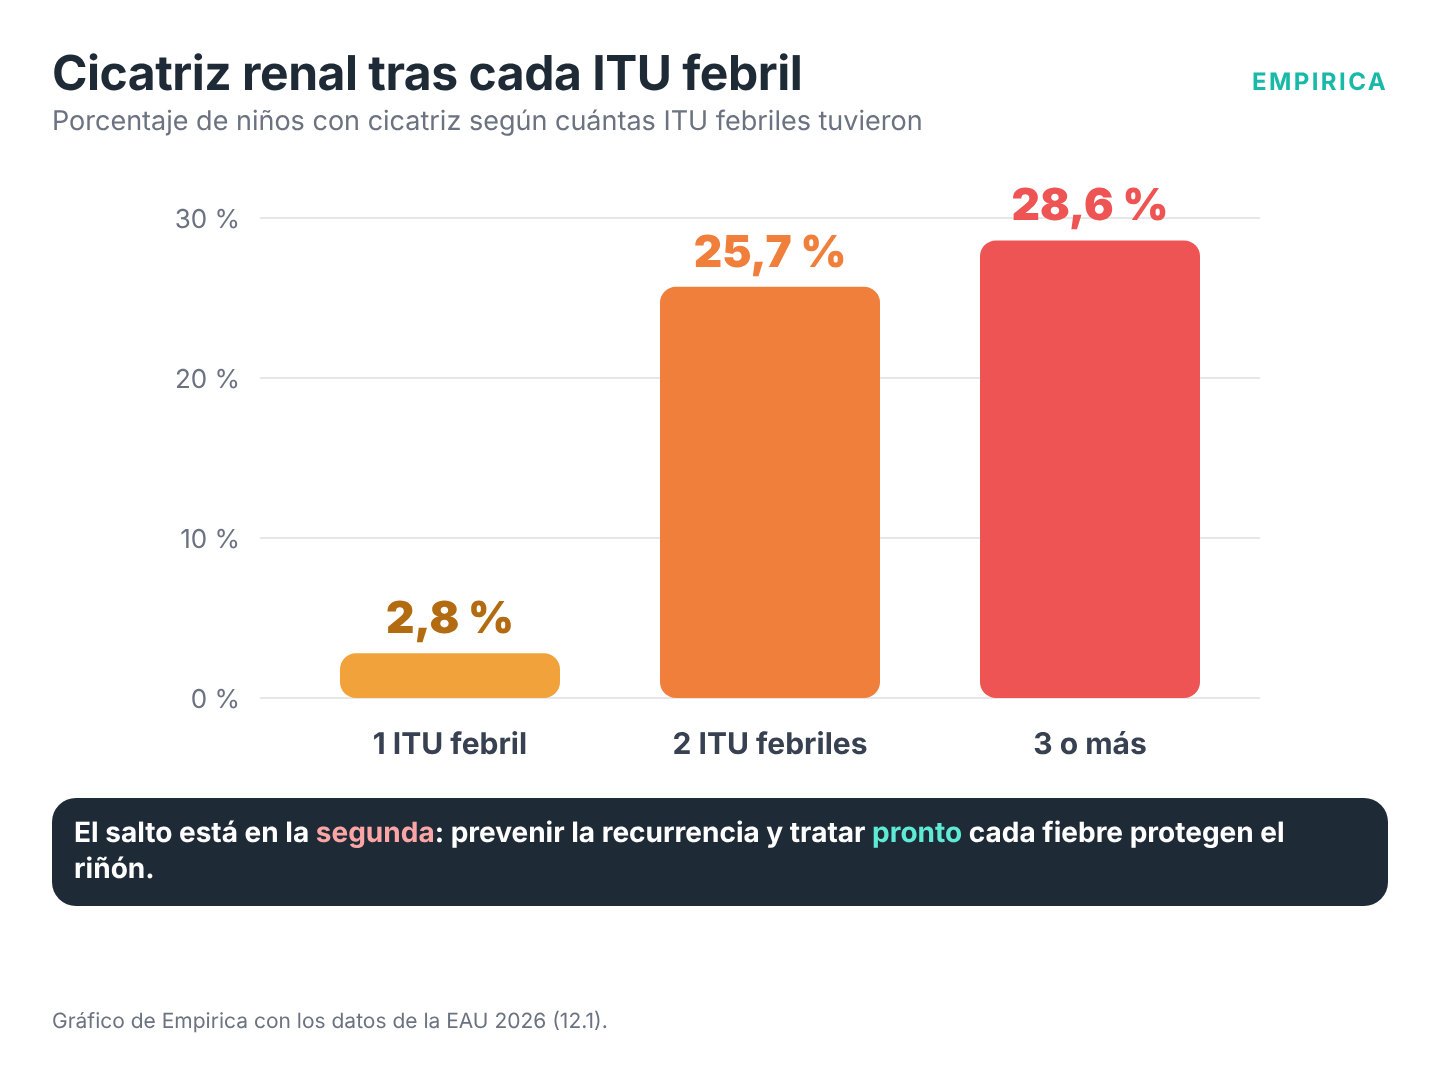 Cicatriz renal tras cada ITU febril
EMPIRICA
Porcentaje de niños con cicatriz según cuántas ITU febriles tuvieron
30 %
20 %
10 %
0 %
2,8 %
25,7 %
28,6 %
1 ITU febril
2 ITU febriles
3 o más
El salto está en la segunda: prevenir la recurrencia y tratar pronto cada fiebre protegen el
riñón.
Gráfico de Empirica con los datos de la EAU 2026 (12.1).